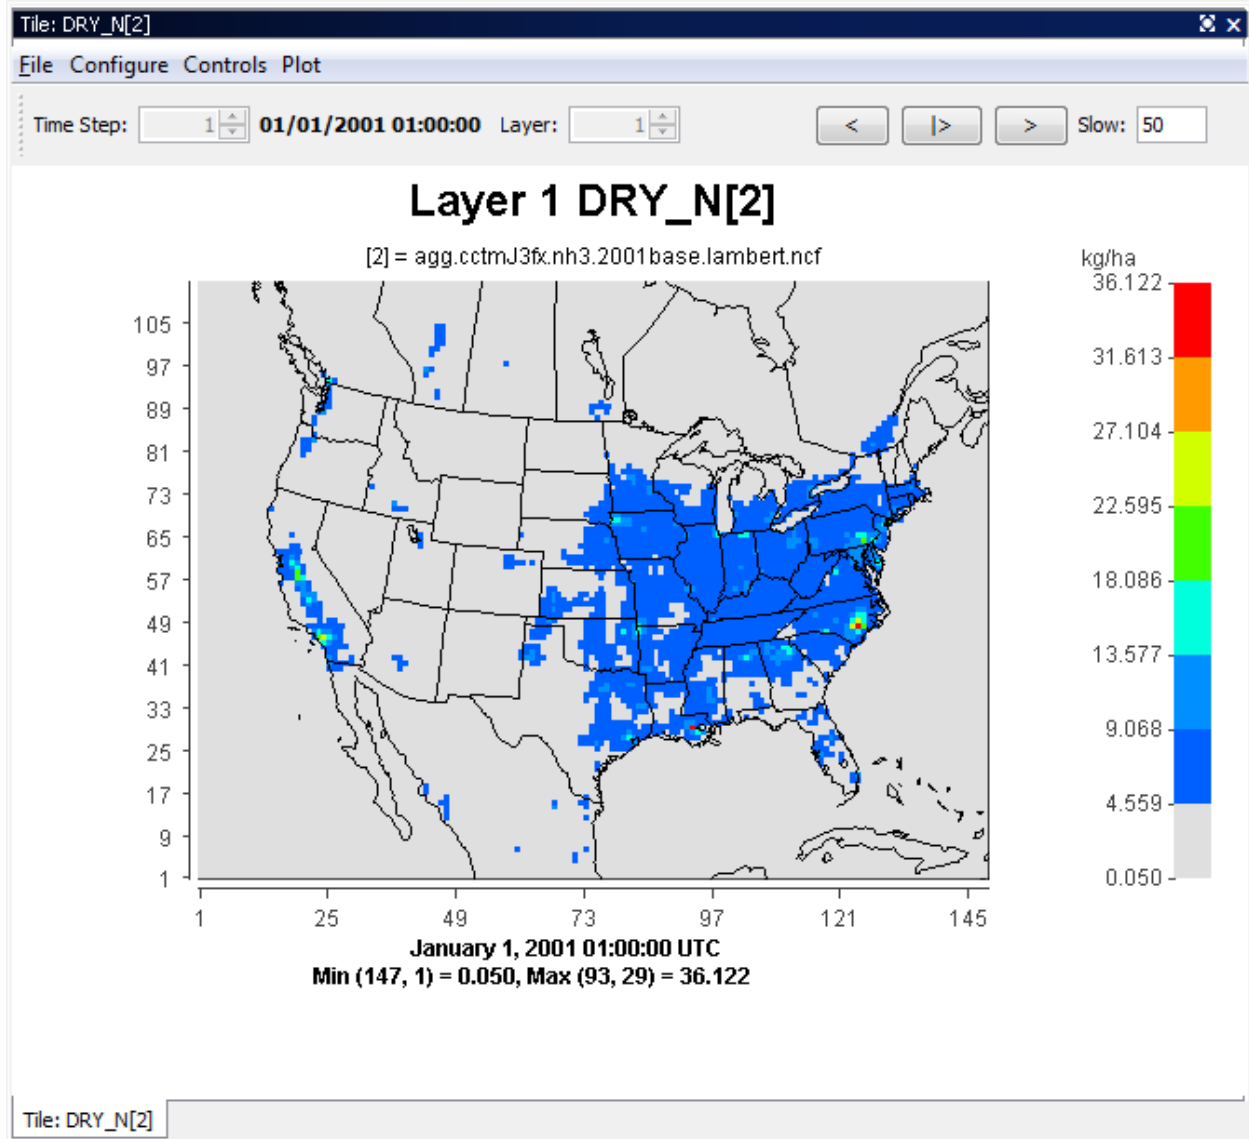 Tile: DRY_N[2]
File Configure Controls Plot
Time Step: 1 01/01/2001 01:00:00 Layer: 1 < |> > Slow: 50
Layer 1 DRY_N[2]
[2] = agg.cctmJ3fx.nh3.2001base.lambert.ncf
kg/ha
36.122
31.613
27.104
22.595
18.086
13.577
9.068
4.559
0.050
105
97
89
81
73
65
57
49
41
33
25
17
9
1
1 25 49 73 97 121 145
January 1, 2001 01:00:00 UTC
Min (147, 1) = 0.050, Max (93, 29) = 36.122
Tile: DRY_N[2]